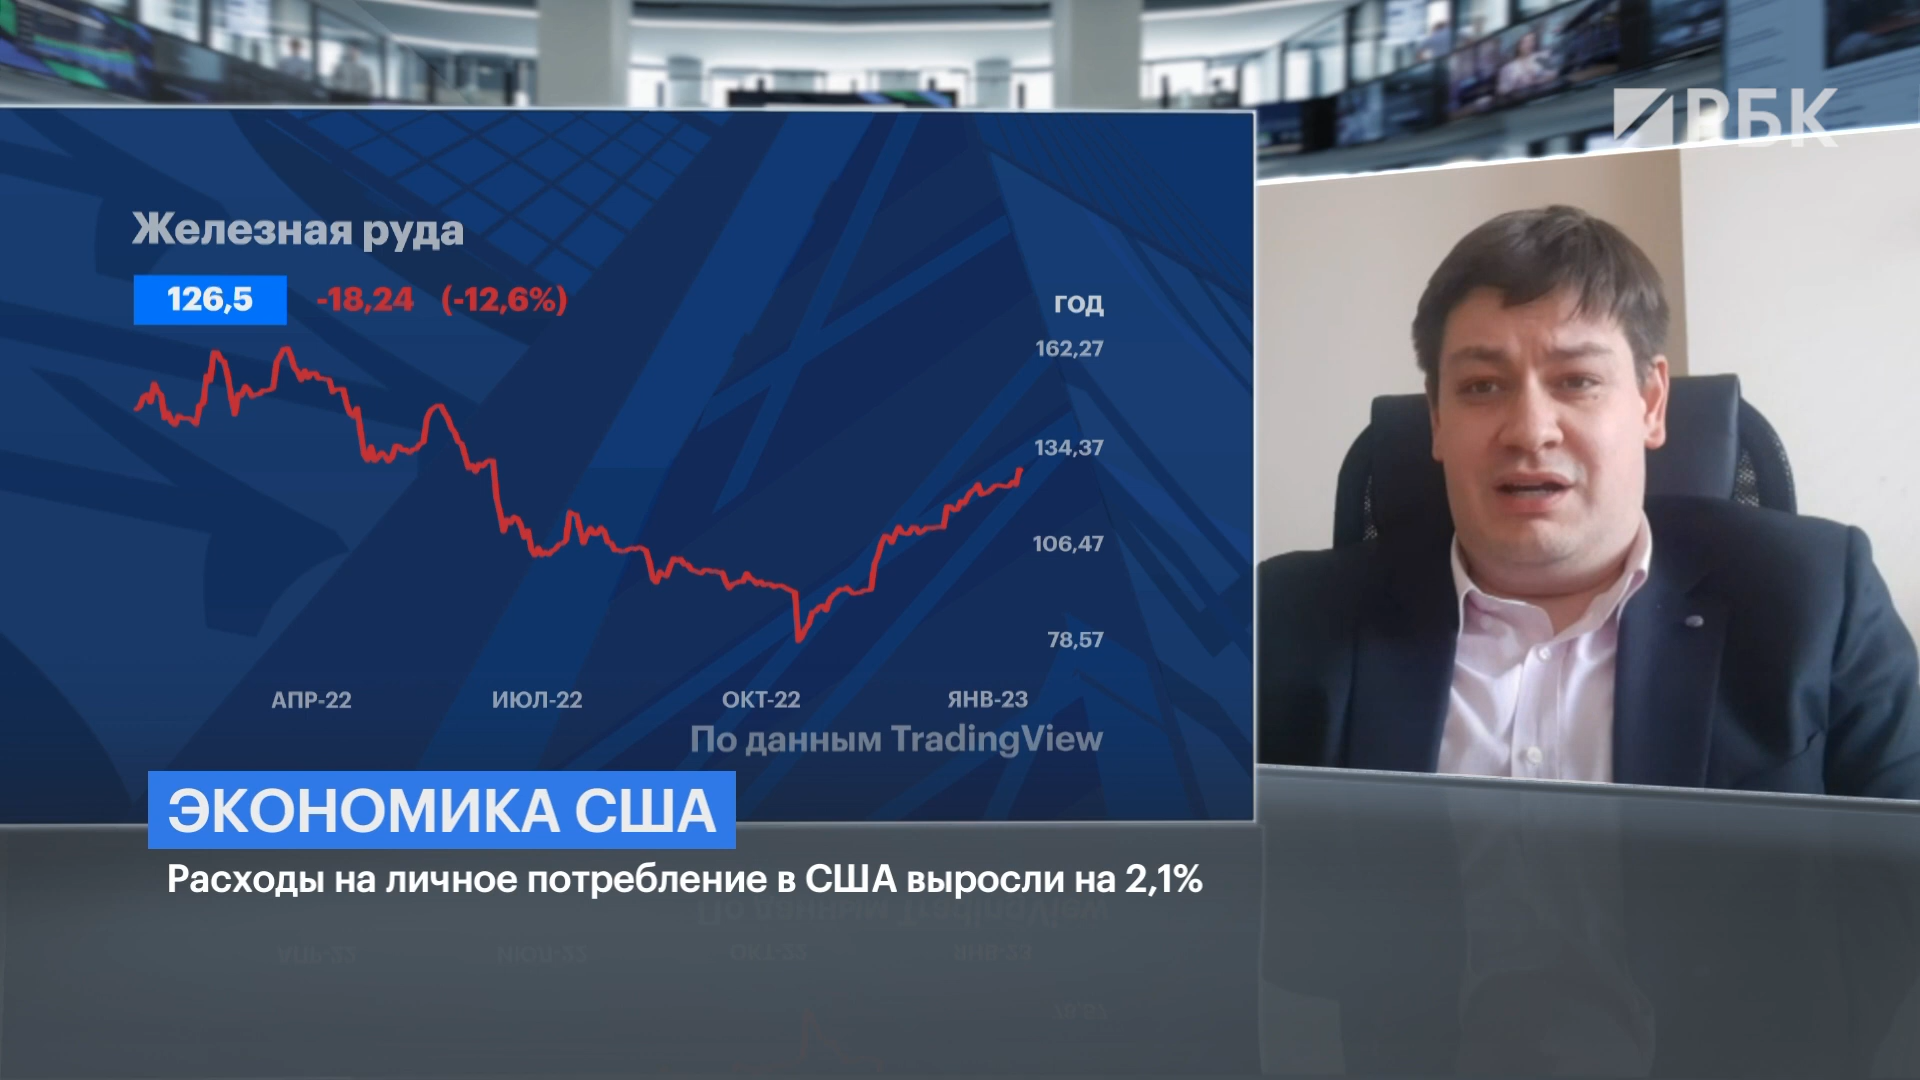 РБК
Железная руда
126,5 -18,24 (-12,6%)
ГОД
162,27
134,37
106,47
78,57
АПР-22 ИЮЛ-22 ОКТ-22 ЯНВ-23
По данным TradingView
ЭКОНОМИКА США
Расходы на личное потребление в США выросли на 2,1%